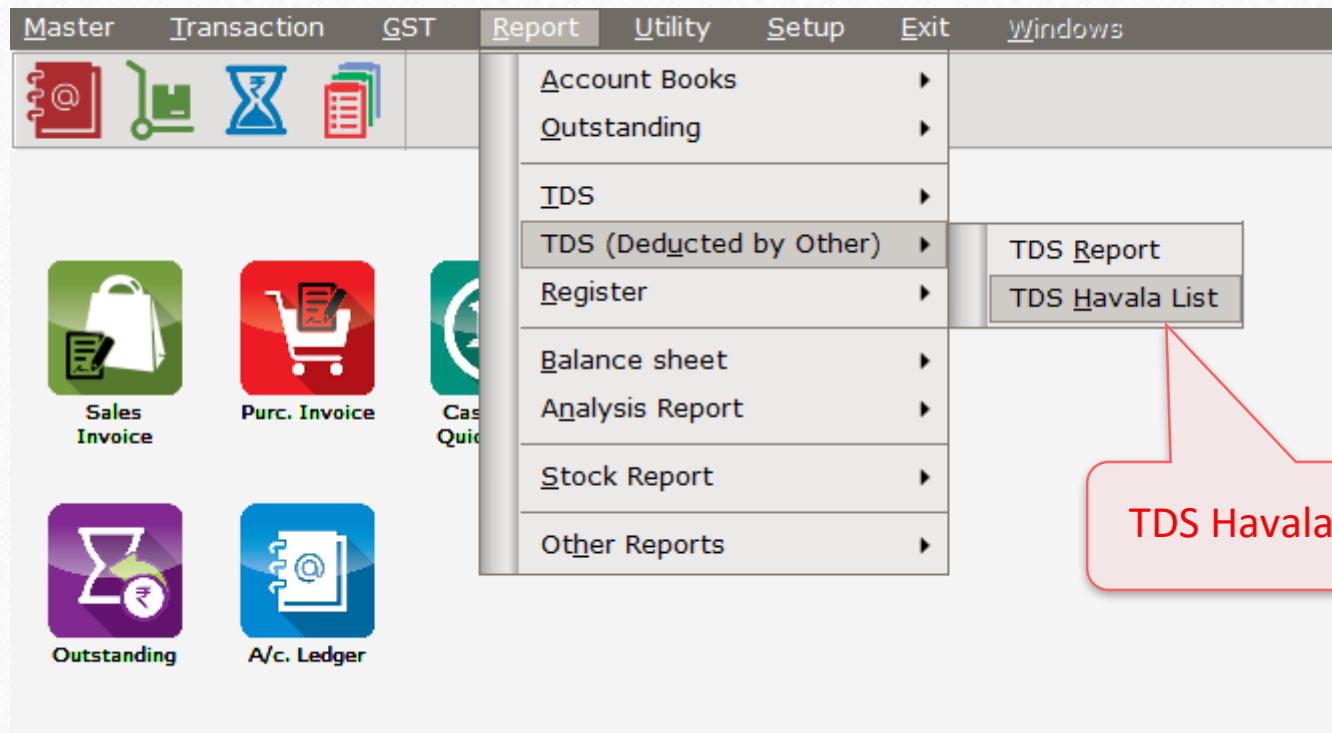 Master Transaction GST Report Utility Setup Exit Windows
Account Books
Outstanding
TDS
TDS (Deducted by Other)
Register
Balance sheet
Analysis Report
Stock Report
Other Reports
TDS Report
TDS Havala List
TDS Havala
Sales
Invoice
Purc. Invoice
Outstanding
A/c. Ledger